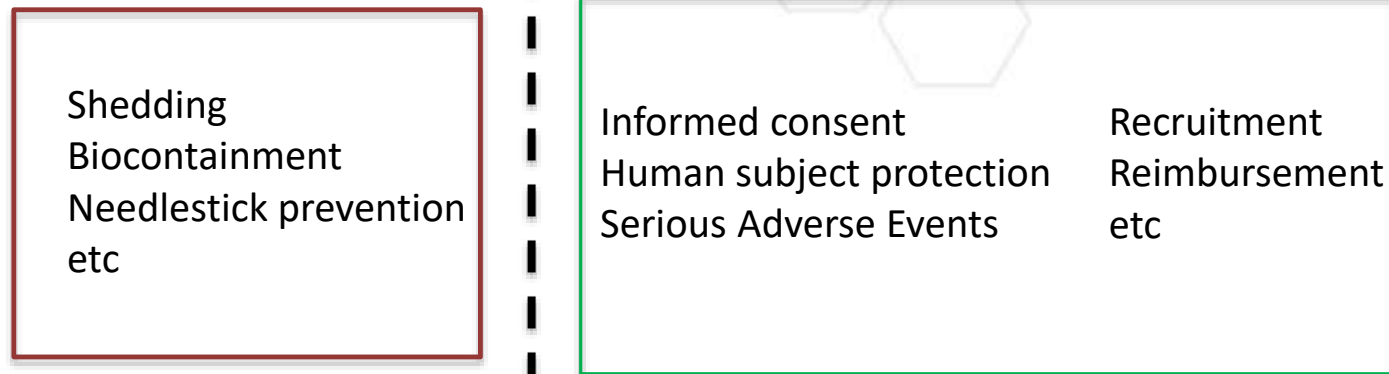 Shedding
Biocontainment
Needlestick prevention
etc
Informed consent
Human subject protection
Serious Adverse Events
Recruitment
Reimbursement
etc